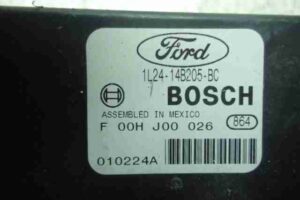 Ford
1L24-14B205-BC
BOSCH
ASSEMBLED IN MEXICO
F 00H J00 026
864
010224A